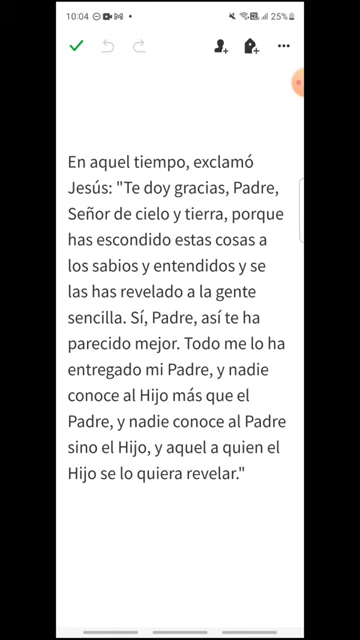 10:04
25%
En aquel tiempo, exclamó
Jesús: "Te doy gracias, Padre,
Señor de cielo y tierra, porque
has escondido estas cosas a
los sabios y entendidos y se
las has revelado a la gente
sencilla. Sí, Padre, así te ha
parecido mejor. Todo me lo ha
entregado mi Padre, y nadie
conoce al Hijo más que el
Padre, y nadie conoce al Padre
sino el Hijo, y aquel a quien el
Hijo se lo quiera revelar."